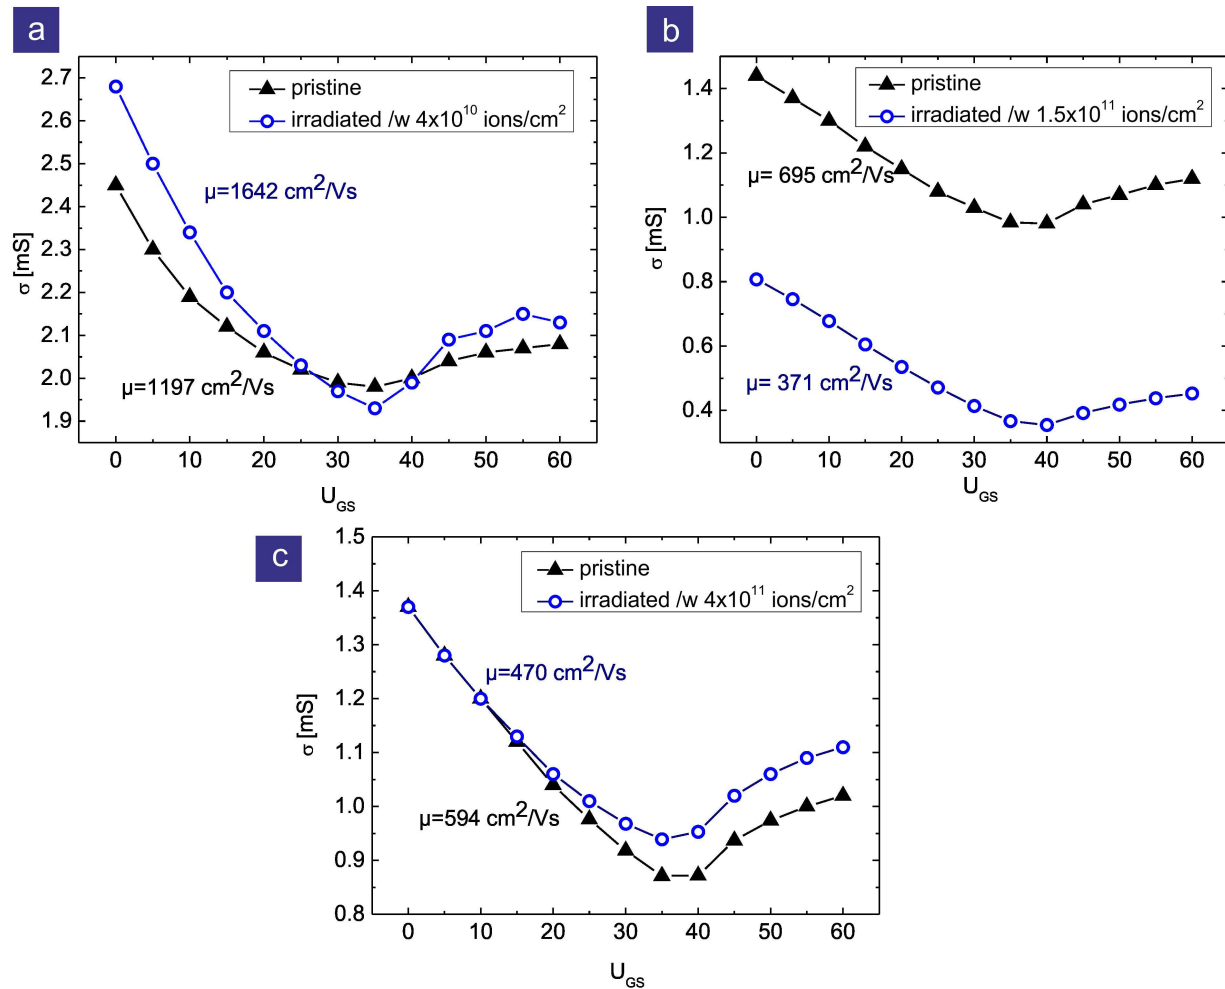 a
2.7
2.6
2.5
2.4
2.3
2.2
2.1
2.0
1.9
σ [mS]
pristine
irradiated /w 4x10¹⁰ ions/cm²
μ=1642 cm²/Vs
μ=1197 cm²/Vs
0 10 20 30 40 50 60
U_GS
b
1.4
1.2
1.0
0.8
0.6
0.4
σ [mS]
pristine
irradiated /w 1.5x10¹¹ ions/cm²
μ= 695 cm²/Vs
μ= 371 cm²/Vs
0 10 20 30 40 50 60
U_GS
c
1.5
1.4
1.3
1.2
1.1
1.0
0.9
0.8
σ [mS]
pristine
irradiated /w 4x10¹¹ ions/cm²
μ=470 cm²/Vs
μ=594 cm²/Vs
0 10 20 30 40 50 60
U_GS